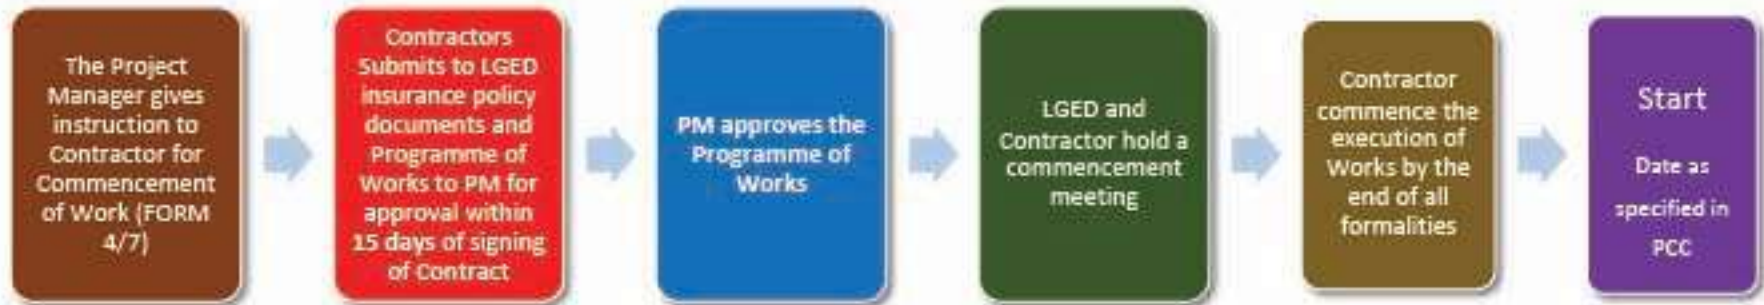 The Project
Manager gives
instruction to
Contractor for
Commencement
of Work (FORM
4/7)
Contractors
Submits to LGED
insurance policy
documents and
Programme of
Works to PM for
approval within
15 days of signing
of Contract
PM approves the
Programme of
Works
LGED and
Contractor hold a
commencement
meeting
Contractor
commence the
execution of
Works by the
end of all
formalities
Start
Date as
specified in
PCC